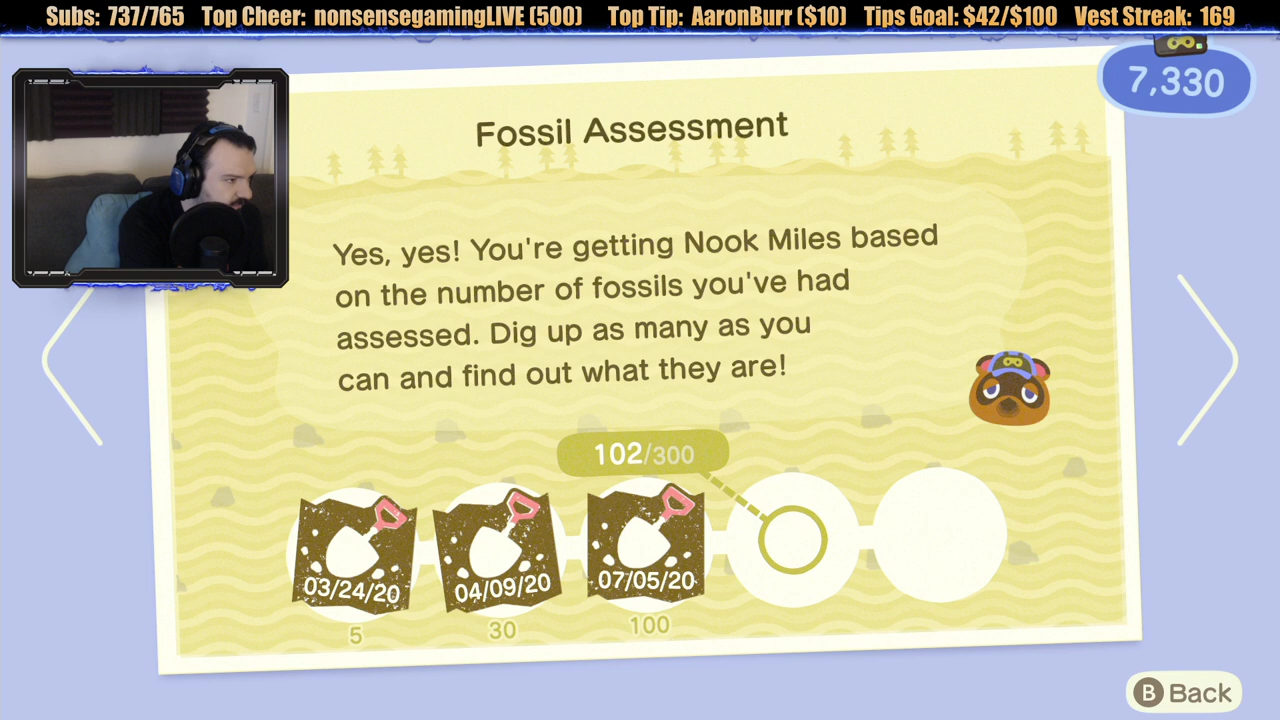 Subs: 737/765 Top Cheer: nonsensegamingLIVE (500) Top Tip: AaronBurr ($10) Tips Goal: $42/$100 Vest Streak: 169
7,330
Fossil Assessment
Yes, yes! You're getting Nook Miles based
on the number of fossils you've had
assessed. Dig up as many as you
can and find out what they are!
102/300
03/24/20 04/09/20 07/05/20
5 30 100
B Back